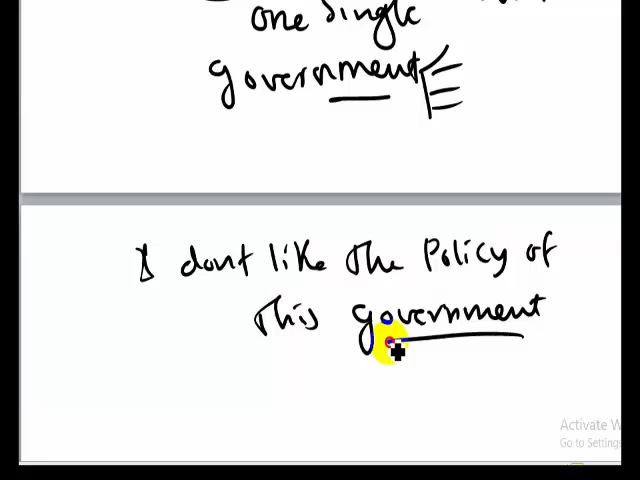 one single
government
I dont like the Policy of
This government
Activate W
Go to Settings